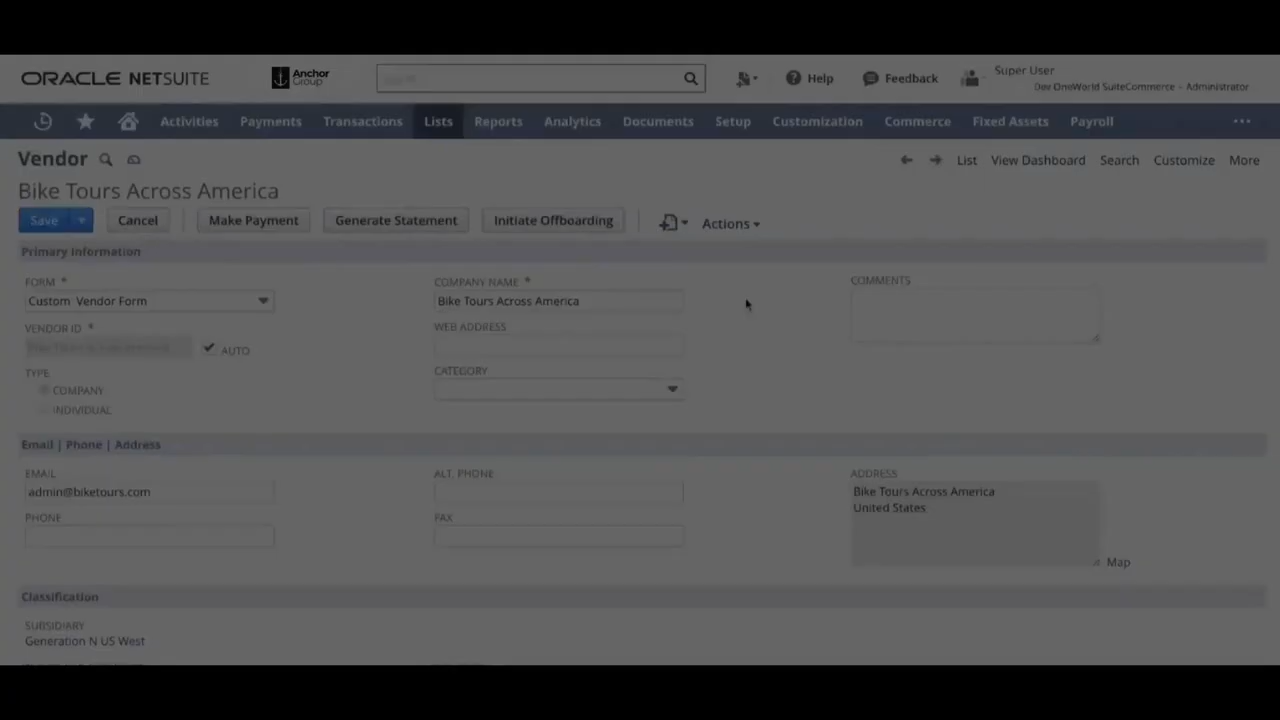 ORACLE NETSUITE
Anchor
Group
Help
Feedback
Super User
Dev OneWorld SuiteCommerce - Administrator
Activities
Payments
Transactions
Lists
Reports
Analytics
Documents
Setup
Customization
Commerce
Fixed Assets
Payroll
Vendor
List
View Dashboard
Search
Customize
More
Bike Tours Across America
Save
Cancel
Make Payment
Generate Statement
Initiate Offboarding
Actions
Primary Information
FORM *
Custom Vendor Form
VENDOR ID *
AUTO
TYPE
COMPANY
INDIVIDUAL
COMPANY NAME *
Bike Tours Across America
WEB ADDRESS
CATEGORY
COMMENTS
Email | Phone | Address
EMAIL
admin@biketours.com
PHONE
ALT. PHONE
FAX
ADDRESS
Bike Tours Across America
United States
Map
Classification
SUBSIDIARY
Generation N US West